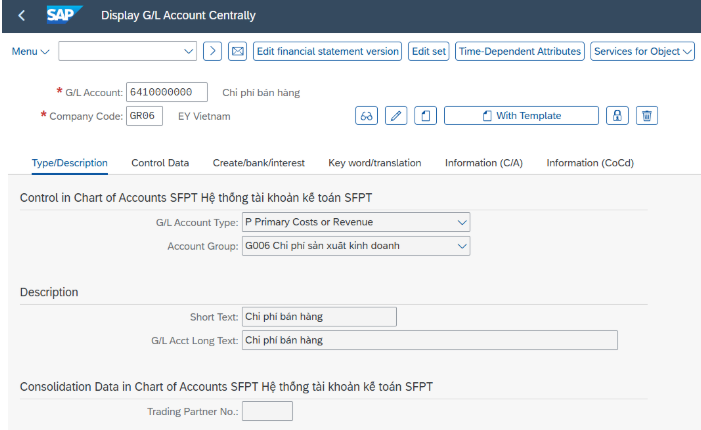 SAP Display G/L Account Centrally
Menu Edit financial statement version Edit set Time-Dependent Attributes Services for Object
* G/L Account: 6410000000 Chi phí bán hàng
* Company Code: GR06 EY Vietnam With Template
Type/Description Control Data Create/bank/interest Key word/translation Information (C/A) Information (CoCd)
Control in Chart of Accounts SFPT Hệ thống tài khoản kế toán SFPT
G/L Account Type: P Primary Costs or Revenue
Account Group: G006 Chi phí sản xuất kinh doanh
Description
Short Text: Chi phí bán hàng
G/L Acct Long Text: Chi phí bán hàng
Consolidation Data in Chart of Accounts SFPT Hệ thống tài khoản kế toán SFPT
Trading Partner No.: